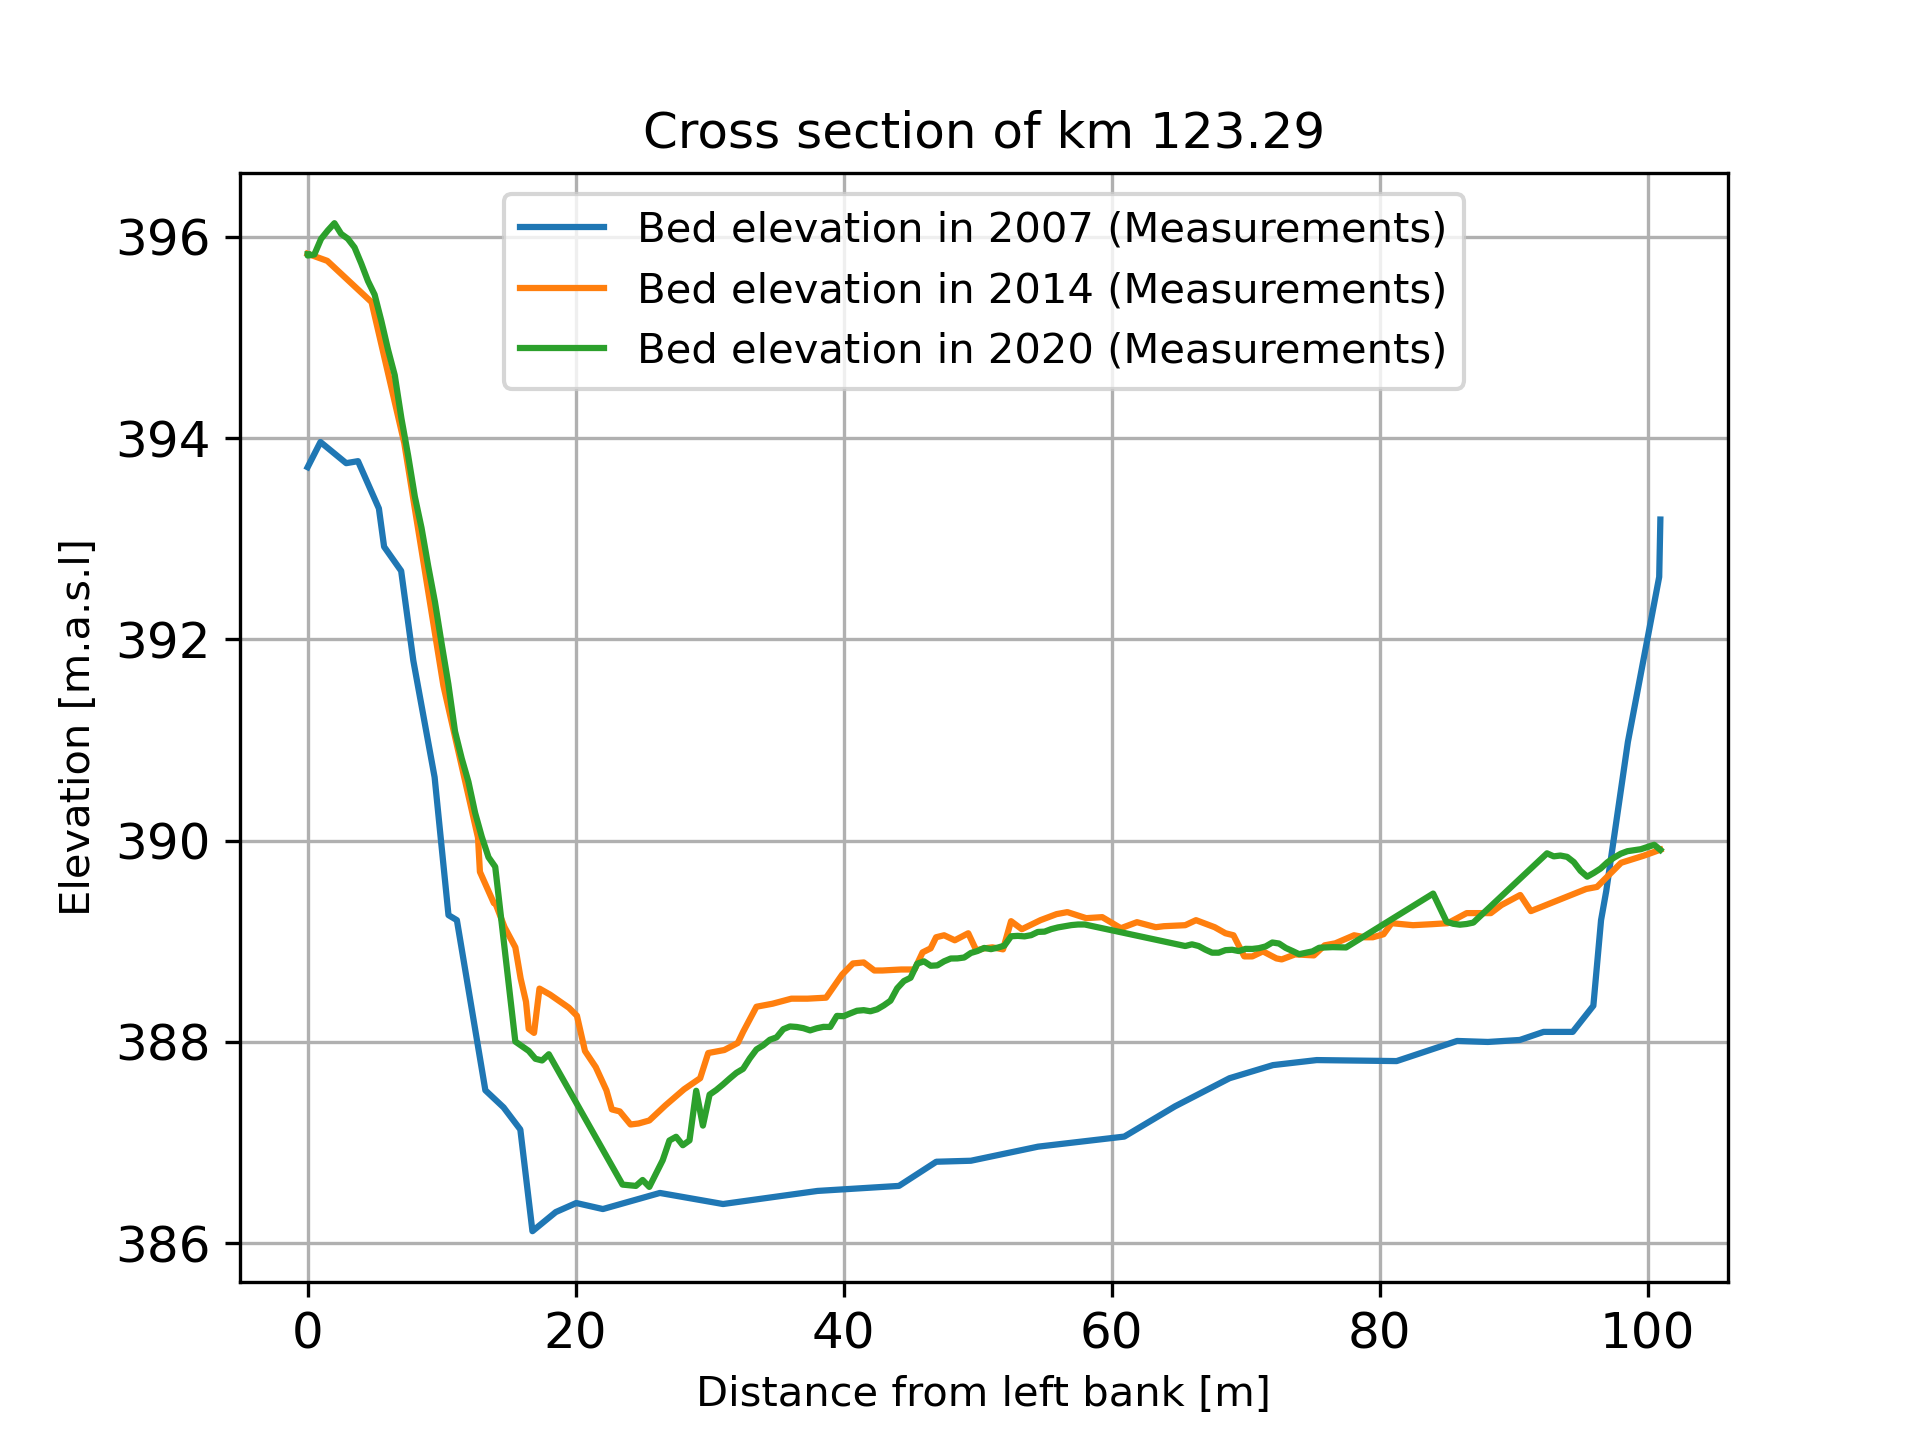 Cross section of km 123.29
Bed elevation in 2007 (Measurements)
Bed elevation in 2014 (Measurements)
Bed elevation in 2020 (Measurements)
Elevation [m.a.s.l]
396
394
392
390
388
386
0 20 40 60 80 100
Distance from left bank [m]